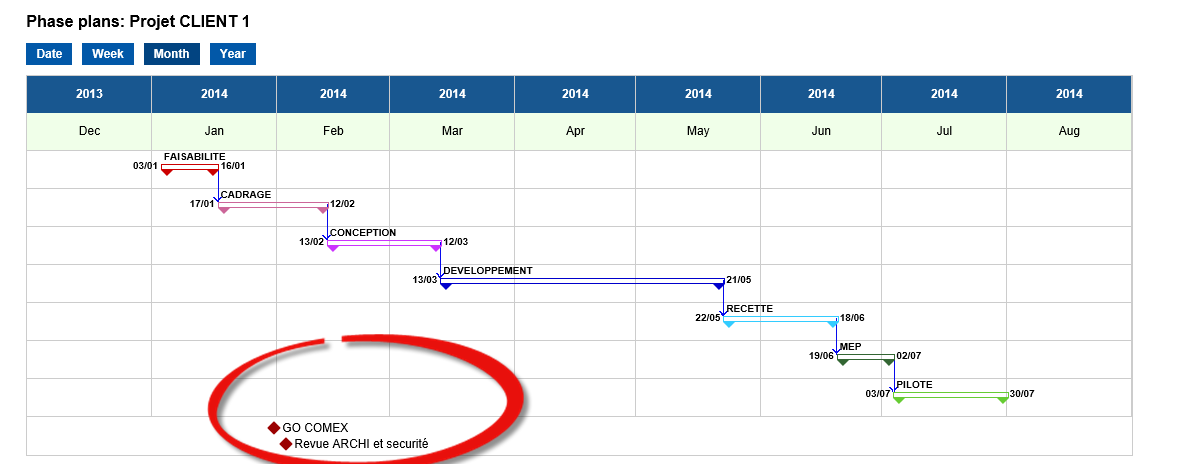 Phase plans: Projet CLIENT 1
Date Week Month Year
2013 2014 2014 2014 2014 2014 2014 2014 2014
Dec Jan Feb Mar Apr May Jun Jul Aug
FAISABILITE
03/01 16/01
CADRAGE
17/01 12/02
CONCEPTION
13/02 12/03
DEVELOPPEMENT
13/03 21/05
RECETTE
22/05 18/06
MEP
19/06 02/07
PILOTE
03/07 30/07
GO COMEX
Revue ARCHI et securité